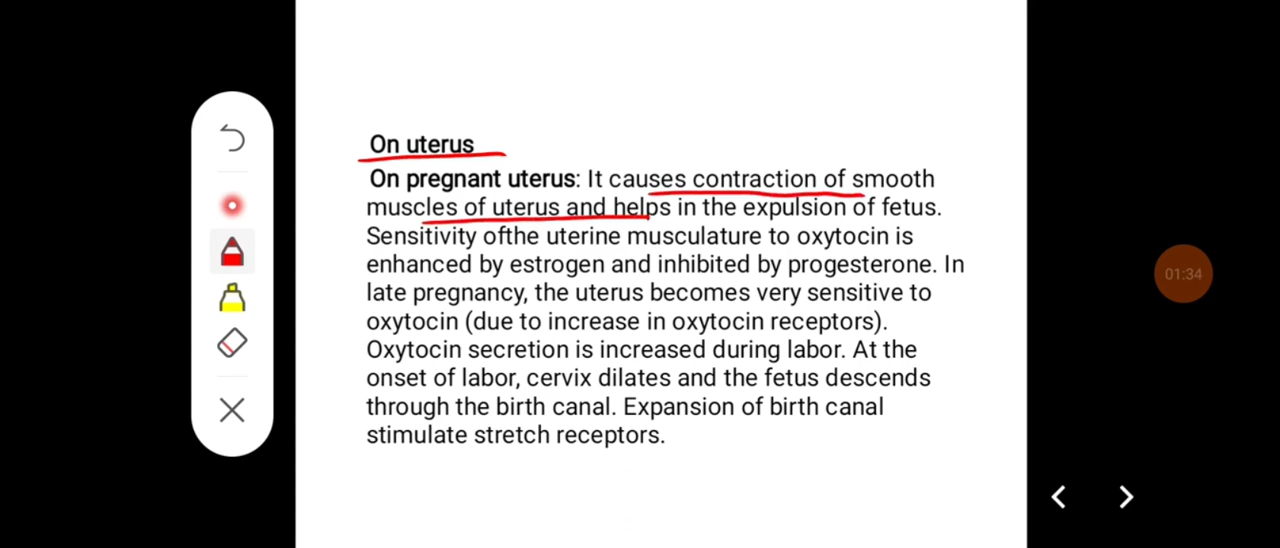 On uterus
On pregnant uterus: It causes contraction of smooth
muscles of uterus and helps in the expulsion of fetus.
Sensitivity ofthe uterine musculature to oxytocin is
enhanced by estrogen and inhibited by progesterone. In
late pregnancy, the uterus becomes very sensitive to
oxytocin (due to increase in oxytocin receptors).
Oxytocin secretion is increased during labor. At the
onset of labor, cervix dilates and the fetus descends
through the birth canal. Expansion of birth canal
stimulate stretch receptors.
01:34